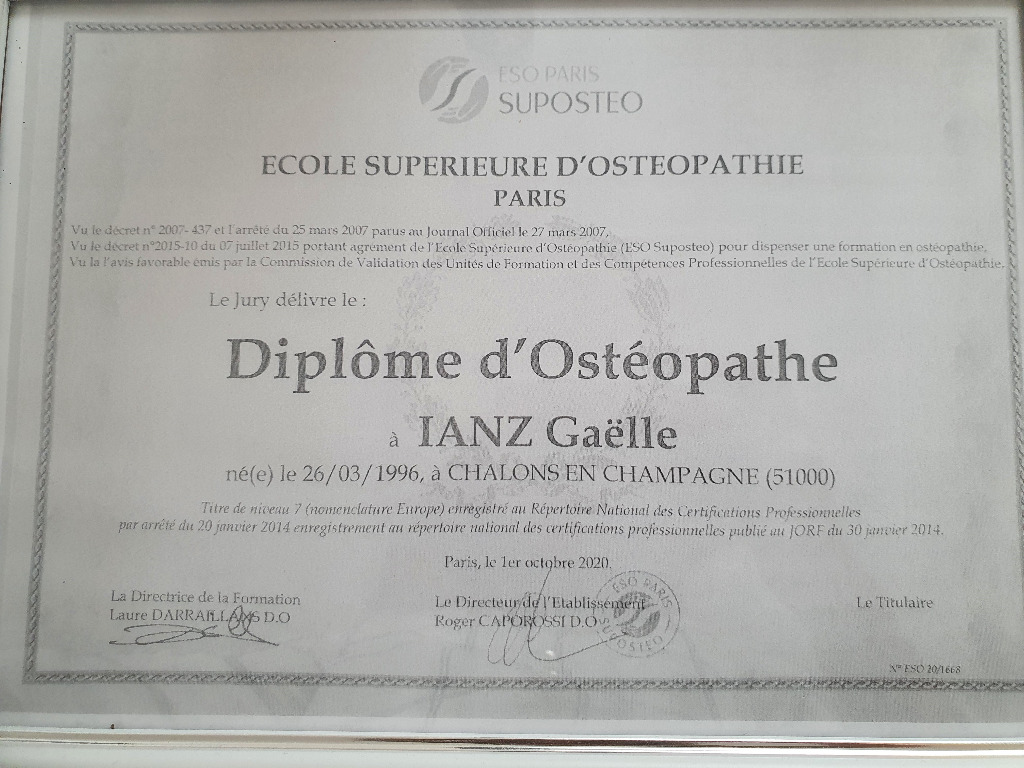 ESO PARIS
SUPOSTEO
ECOLE SUPERIEURE D'OSTEOPATHIE
PARIS
Vu le décret n° 2007- 437 et l'arrêté du 25 mars 2007 parus au Journal Officiel le 27 mars 2007,
Vu le décret n°2015-10 du 07 juillet 2015 portant agrément de l'Ecole Supérieure d'Ostéopathie (ESO Suposteo) pour dispenser une formation en ostéopathie,
Vu la l'avis favorable émis par la Commission de Validation des Unités de Formation et des Compétences Professionnelles de l'Ecole Supérieure d'Ostéopathie,
Le Jury délivre le :
Diplôme d'Ostéopathe
à IANZ Gaëlle
né(e) le 26/03/1996, à CHALONS EN CHAMPAGNE (51000)
Titre de niveau 7 (nomenclature Europe) enregistré au Répertoire National des Certifications Professionnelles
par arrêté du 20 janvier 2014 enregistrement au répertoire national des certifications professionnelles publié au JORF du 30 janvier 2014.
Paris, le 1er octobre 2020,
La Directrice de la Formation
Laure DARRAILLANS D.O
Le Directeur de l'Etablissement
Roger CAPOROSSI D.O
ESO PARIS
SUPOSTEO
Le Titulaire
N° ESO 20/1668